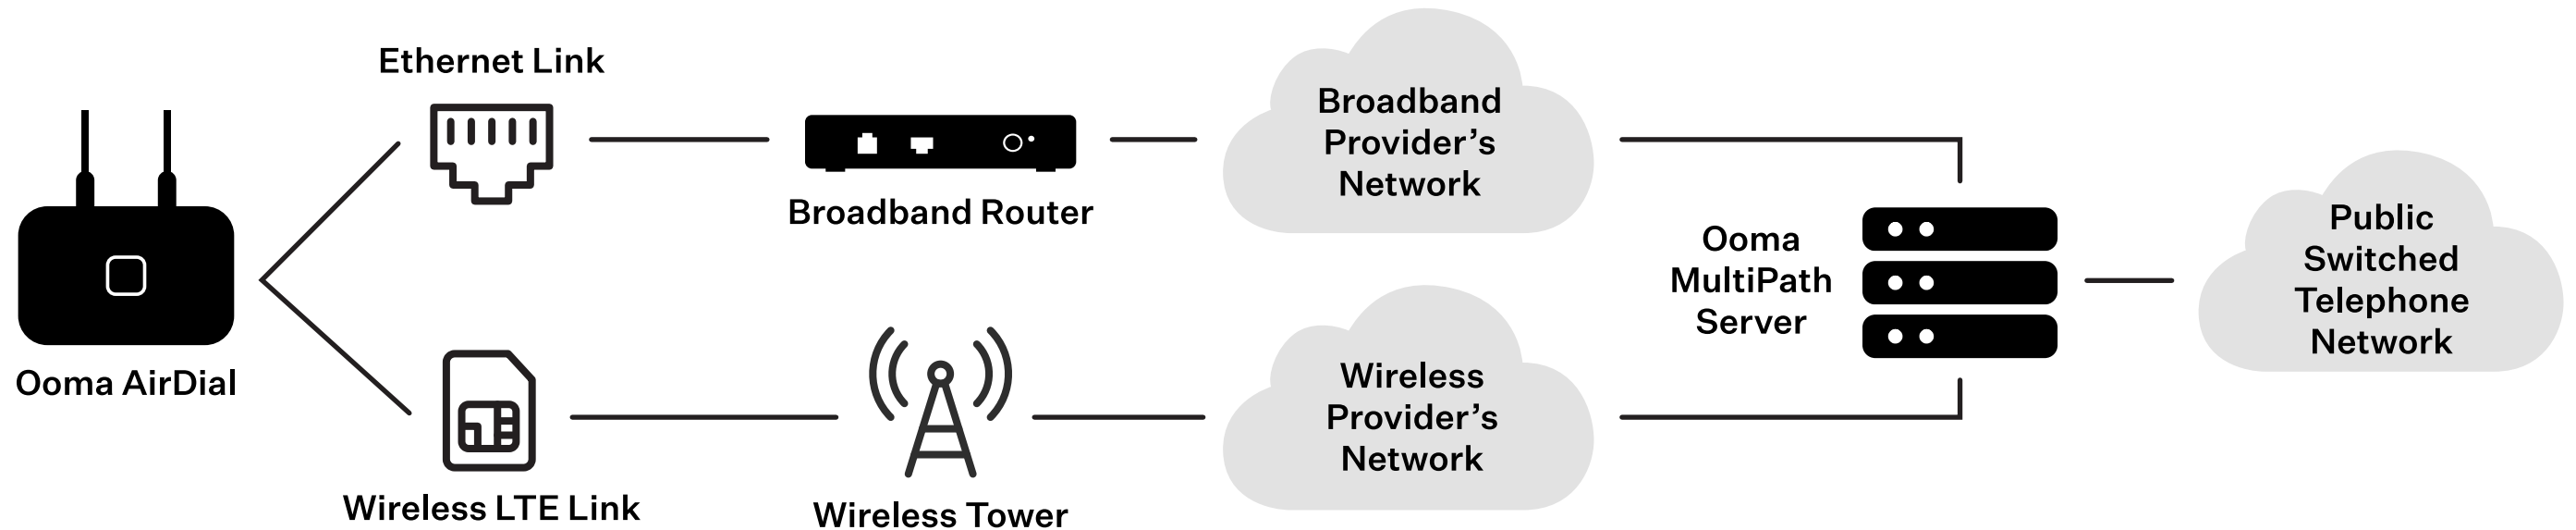 Ethernet Link
Broadband
Provider’s
Network
Broadband Router
Public
Switched
Telephone
Network
Ooma
MultiPath
Server
Ooma AirDial
Wireless
Provider’s
Network
Wireless LTE Link
Wireless Tower